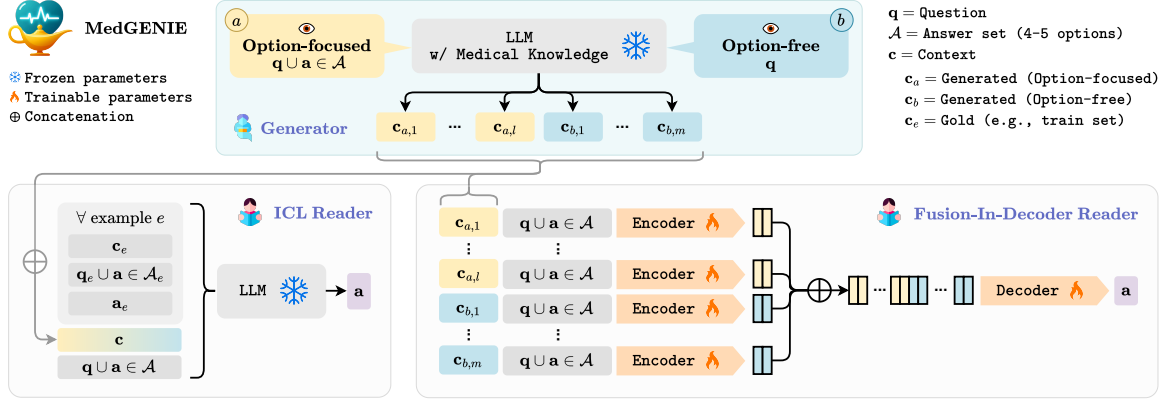 MedGENIE
Frozen parameters
Trainable parameters
⊕ Concatenation
a
Option-focused
q ∪ a ∈ 𝒜
LLM
w/ Medical Knowledge
b
Option-free
q
Generator
c_{a,1} ··· c_{a,l} c_{b,1} ··· c_{b,m}
q = Question
𝒜 = Answer set (4-5 options)
c = Context
c_a = Generated (Option-focused)
c_b = Generated (Option-free)
c_e = Gold (e.g., train set)
ICL Reader
∀ example e
c_e
q_e ∪ a ∈ 𝒜_e
a_e
c
q ∪ a ∈ 𝒜
LLM
a
Fusion-In-Decoder Reader
c_{a,1} q ∪ a ∈ 𝒜 Encoder
⋮ ⋮
c_{a,l} q ∪ a ∈ 𝒜 Encoder
c_{b,1} q ∪ a ∈ 𝒜 Encoder
⋮ ⋮
c_{b,m} q ∪ a ∈ 𝒜 Encoder
··· ··· Decoder a